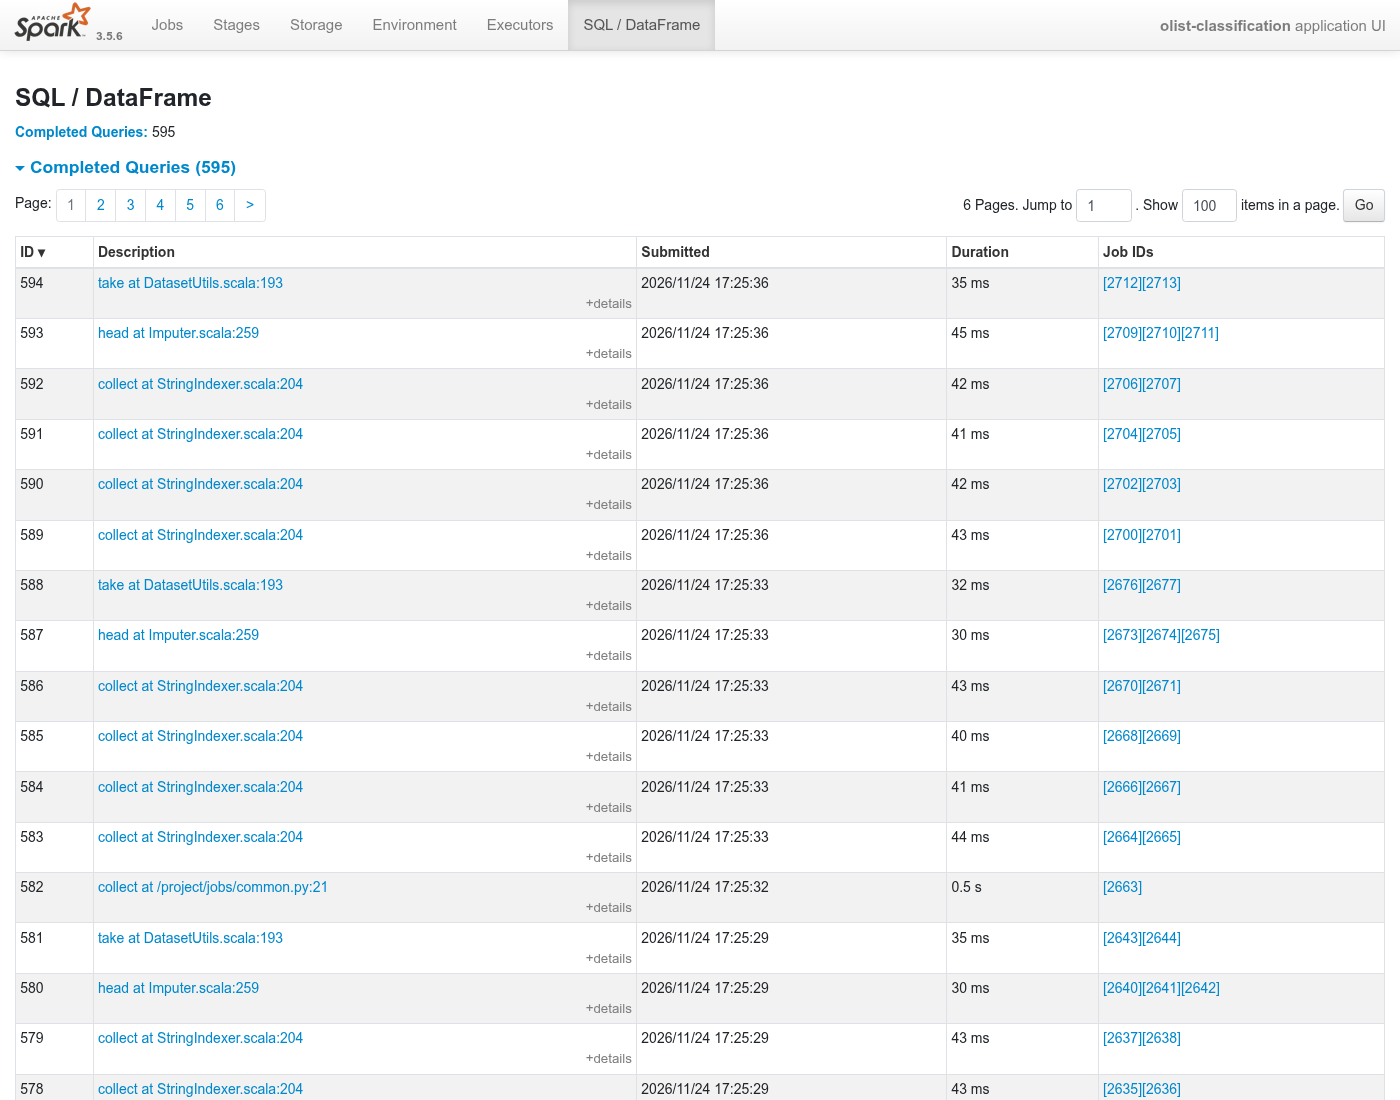 APACHE
Spark 3.5.6 Jobs Stages Storage Environment Executors SQL / DataFrame olist-classification application UI
SQL / DataFrame
Completed Queries: 595
Completed Queries (595)
Page: 1 2 3 4 5 6 > 6 Pages. Jump to 1 . Show 100 items in a page. Go
ID ▾ Description Submitted Duration Job IDs
594 take at DatasetUtils.scala:193 2026/11/24 17:25:36 35 ms [2712][2713]
+details
593 head at Imputer.scala:259 2026/11/24 17:25:36 45 ms [2709][2710][2711]
+details
592 collect at StringIndexer.scala:204 2026/11/24 17:25:36 42 ms [2706][2707]
+details
591 collect at StringIndexer.scala:204 2026/11/24 17:25:36 41 ms [2704][2705]
+details
590 collect at StringIndexer.scala:204 2026/11/24 17:25:36 42 ms [2702][2703]
+details
589 collect at StringIndexer.scala:204 2026/11/24 17:25:36 43 ms [2700][2701]
+details
588 take at DatasetUtils.scala:193 2026/11/24 17:25:33 32 ms [2676][2677]
+details
587 head at Imputer.scala:259 2026/11/24 17:25:33 30 ms [2673][2674][2675]
+details
586 collect at StringIndexer.scala:204 2026/11/24 17:25:33 43 ms [2670][2671]
+details
585 collect at StringIndexer.scala:204 2026/11/24 17:25:33 40 ms [2668][2669]
+details
584 collect at StringIndexer.scala:204 2026/11/24 17:25:33 41 ms [2666][2667]
+details
583 collect at StringIndexer.scala:204 2026/11/24 17:25:33 44 ms [2664][2665]
+details
582 collect at /project/jobs/common.py:21 2026/11/24 17:25:32 0.5 s [2663]
+details
581 take at DatasetUtils.scala:193 2026/11/24 17:25:29 35 ms [2643][2644]
+details
580 head at Imputer.scala:259 2026/11/24 17:25:29 30 ms [2640][2641][2642]
+details
579 collect at StringIndexer.scala:204 2026/11/24 17:25:29 43 ms [2637][2638]
+details
578 collect at StringIndexer.scala:204 2026/11/24 17:25:29 43 ms [2635][2636]